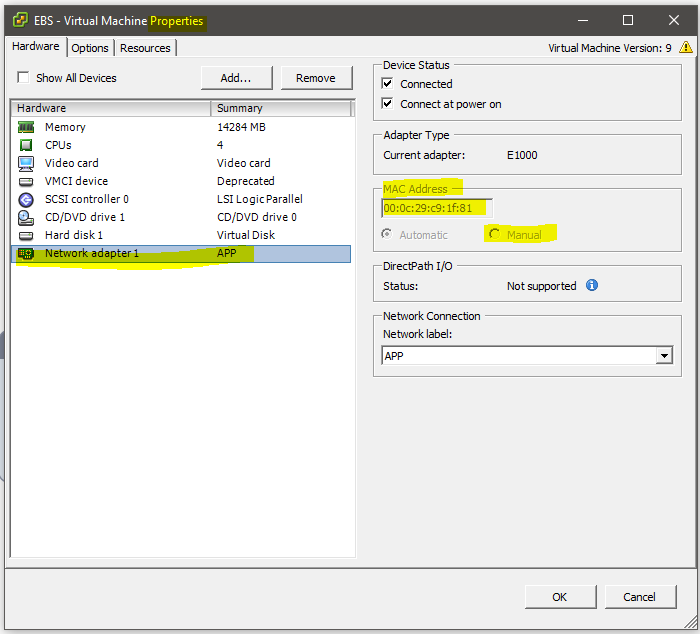 EBS - Virtual Machine Properties
Hardware Options Resources
Virtual Machine Version: 9
Show All Devices
Add...
Remove
Hardware Summary
Memory 14284 MB
CPUs 4
Video card Video card
VMCI device Deprecated
SCSI controller 0 LSI Logic Parallel
CD/DVD drive 1 CD/DVD drive 0
Hard disk 1 Virtual Disk
Network adapter 1 APP
Device Status
Connected
Connect at power on
Adapter Type
Current adapter: E1000
MAC Address
00:0c:29:c9:1f:81
Automatic Manual
DirectPath I/O
Status: Not supported
Network Connection
Network label:
APP
OK Cancel